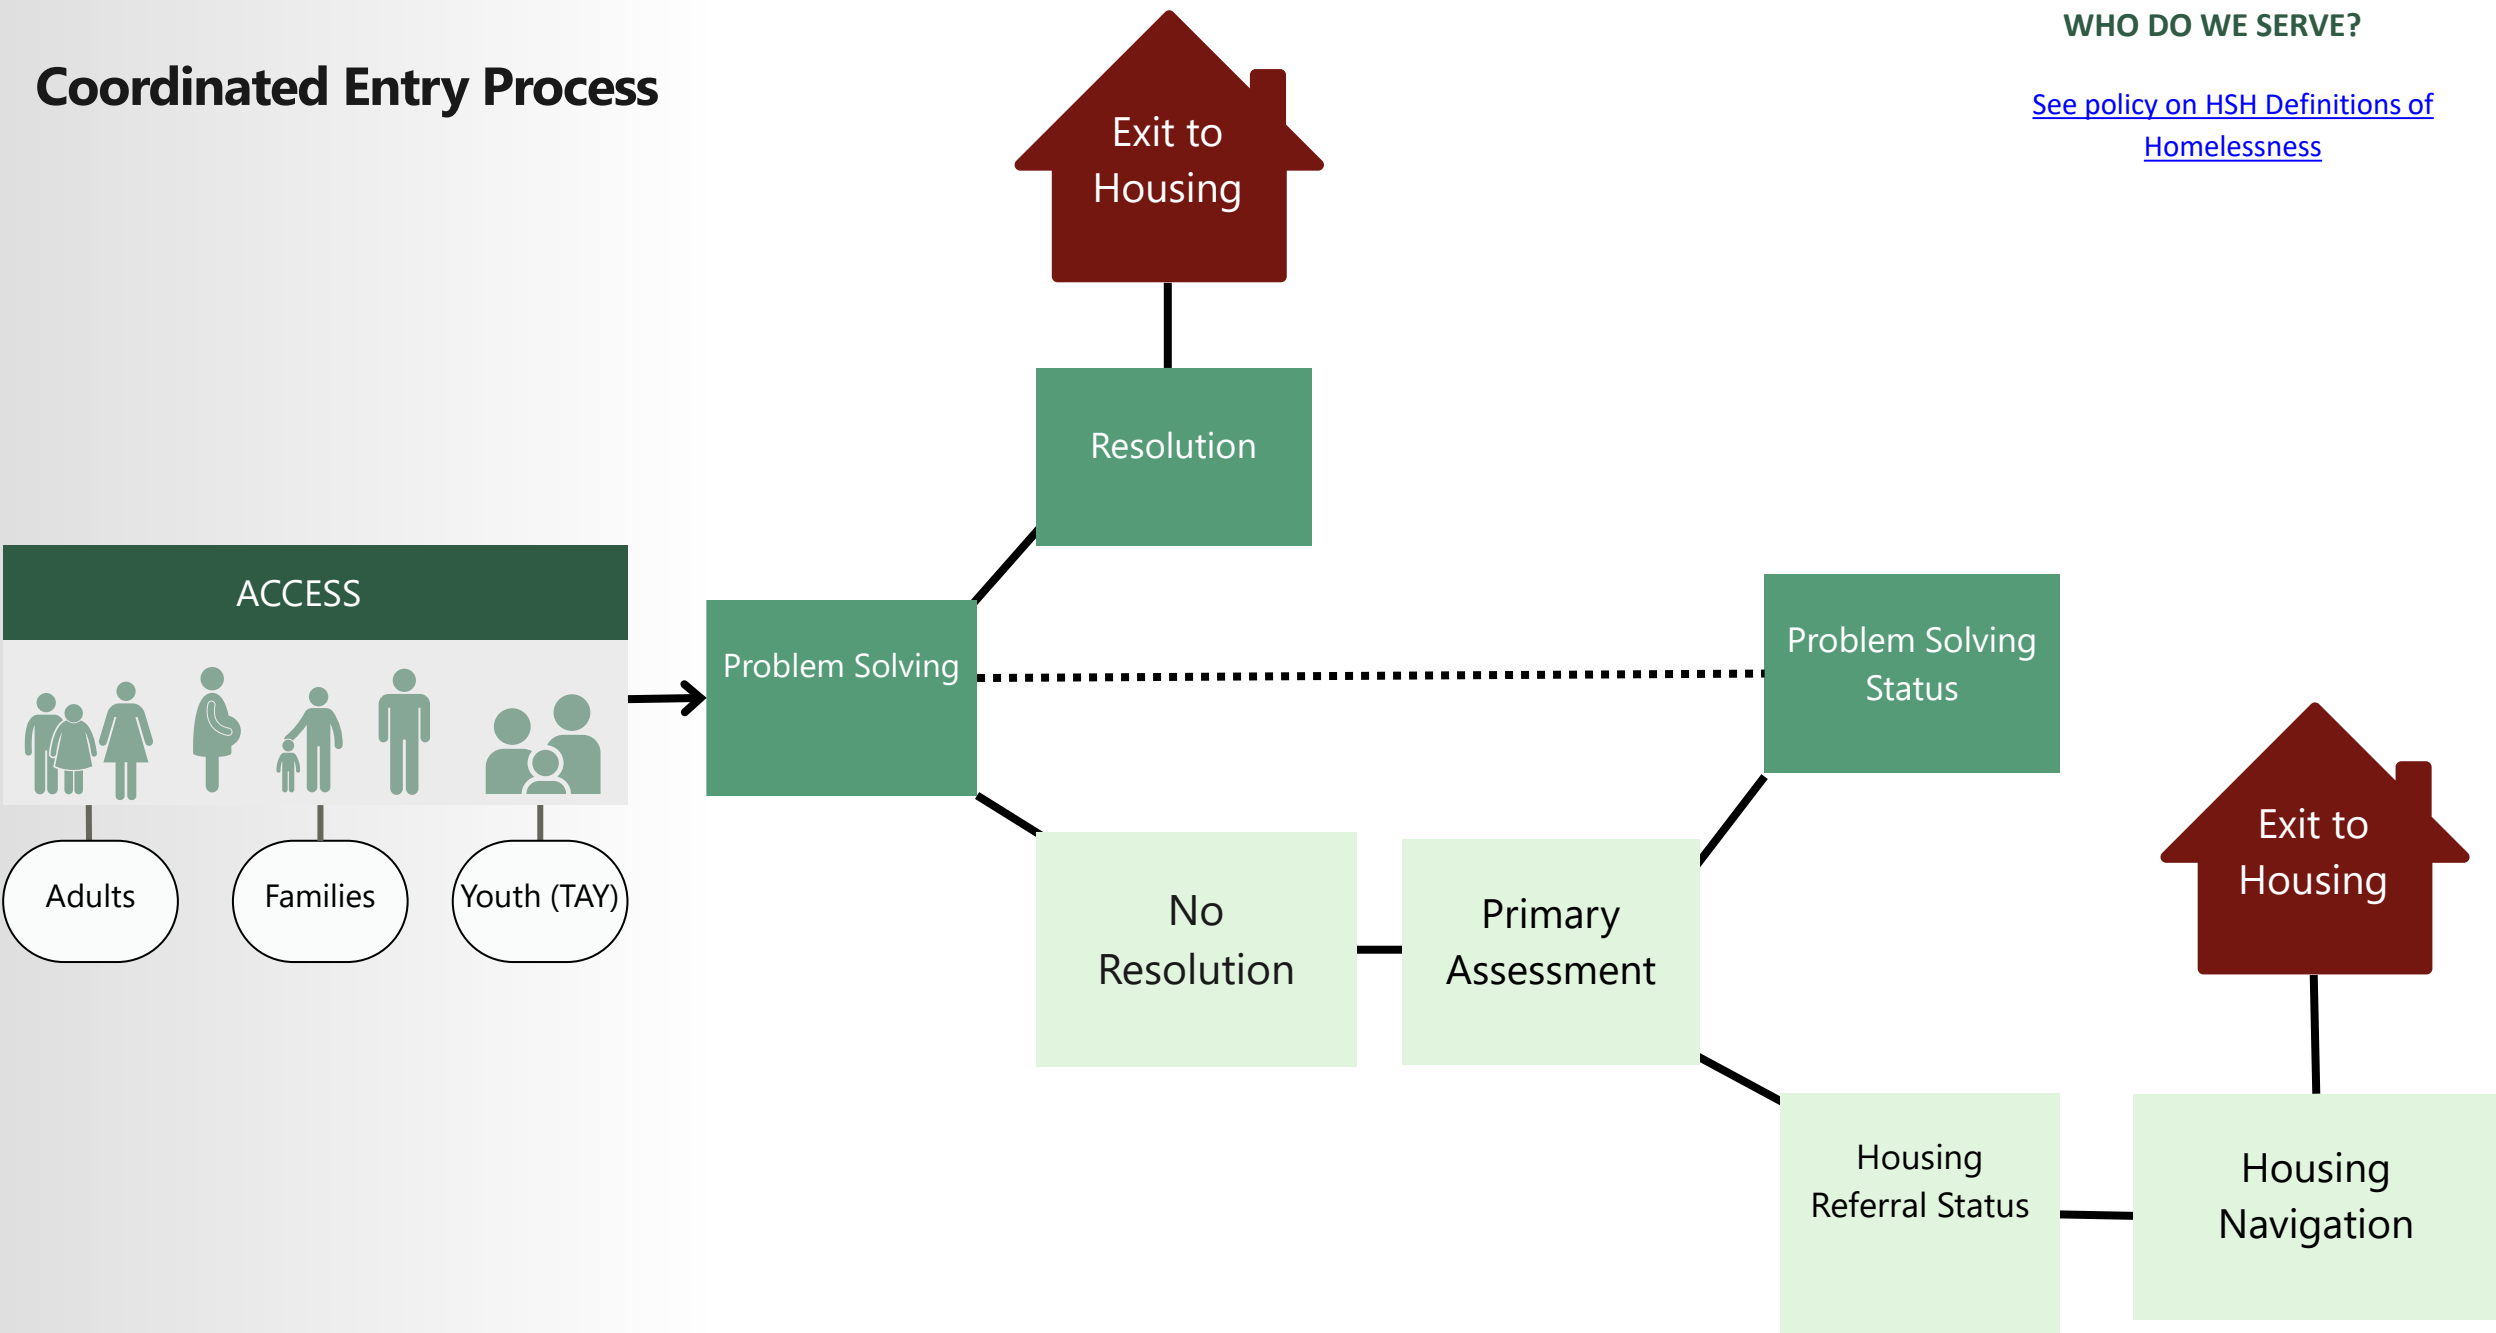 Coordinated Entry Process
WHO DO WE SERVE?
See policy on HSH Definitions of
Homelessness
Exit to
Housing
Resolution
ACCESS
Adults
Families
Youth (TAY)
Problem Solving
Problem Solving
Status
No
Resolution
Primary
Assessment
Exit to
Housing
Housing
Referral Status
Housing
Navigation